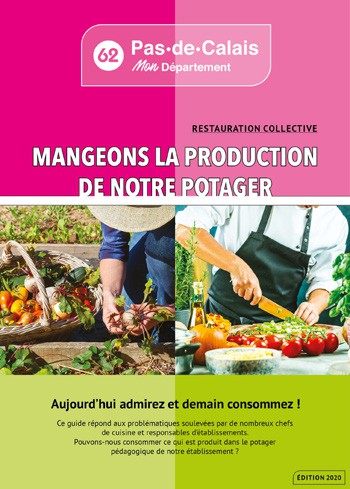 62
Pas-de-Calais
Mon Département
RESTAURATION COLLECTIVE
MANGEONS LA PRODUCTION
DE NOTRE POTAGER
Aujourd'hui admirez et demain consommez !
Ce guide répond aux problématiques soulevées par de nombreux chefs
de cuisine et responsables d'établissements.
Pouvons-nous consommer ce qui est produit dans le potager
pédagogique de notre établissement ?
ÉDITION 2020